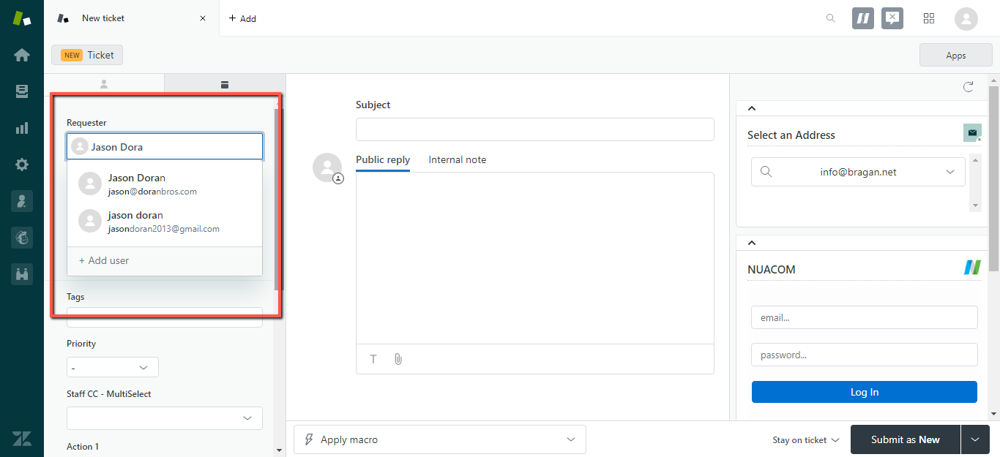 New ticket
×
+ Add
NEW Ticket
Apps
Requester
Jason Dora
Jason Doran
jason@doranbros.com
jason doran
jasondoran2013@gmail.com
+ Add user
Tags
Priority
-
Staff CC - MultiSelect
Action 1
Subject
Public reply
Internal note
T
Apply macro
Stay on ticket
Submit as New
Select an Address
info@bragan.net
NUACOM
email...
password...
Log In